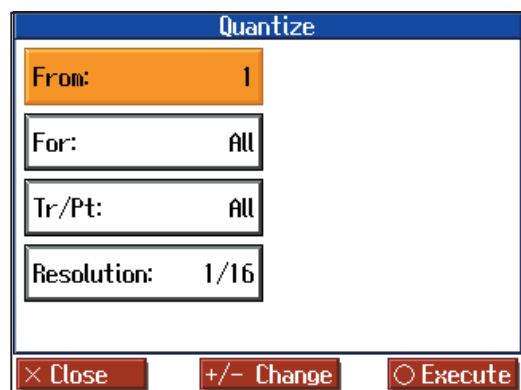 Quantize
From: 1
For: All
Tr/Pt: All
Resolution: 1/16
× Close +/- Change ○ Execute